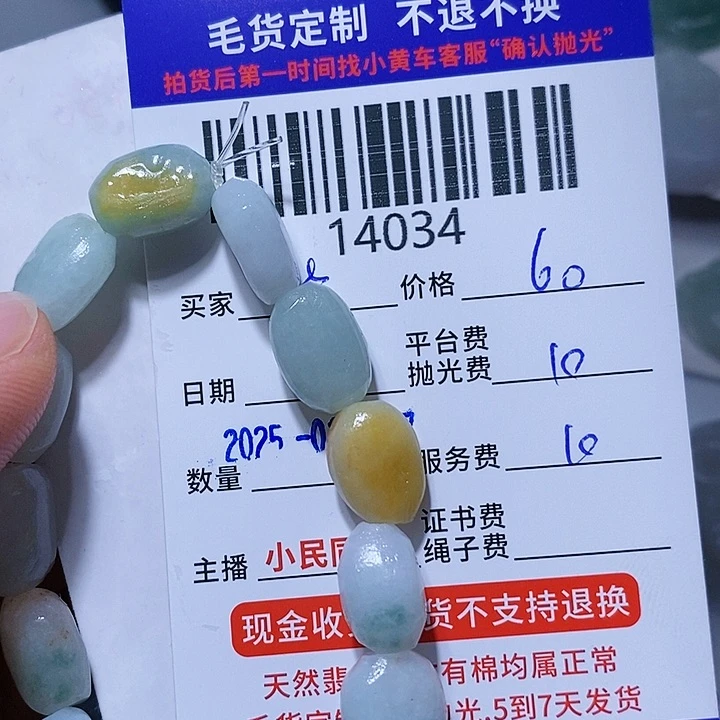 毛货定制 不退不换
拍货后第一时间找小黄车客服“确认抛光”
14034
买家 价格 60
平台费
日期 抛光费 10
2025-0
数量 服务费 10
证书费
主播 小民 绳子费
现金收 货不支持退换
天然翡 有棉均属正常
毛货定 光,5到7天发货